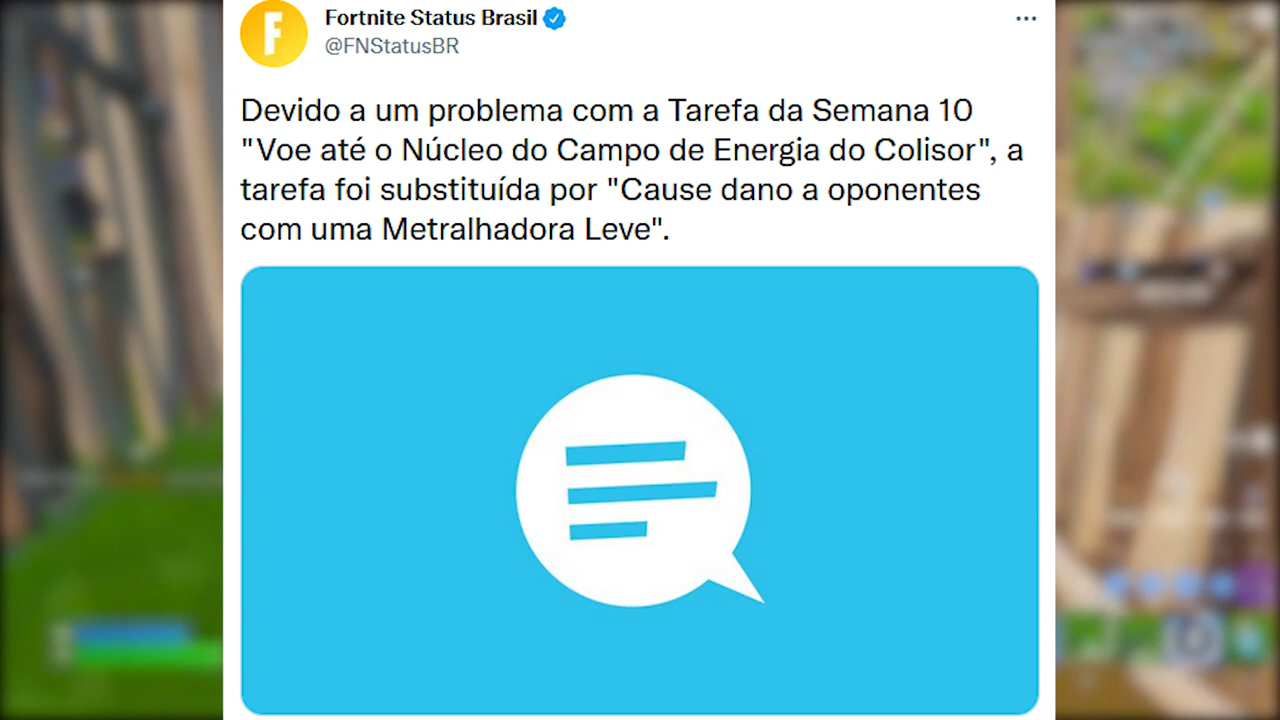 Fortnite Status Brasil
@FNStatusBR
Devido a um problema com a Tarefa da Semana 10
"Voe até o Núcleo do Campo de Energia do Colisor", a
tarefa foi substituída por "Cause dano a oponentes
com uma Metralhadora Leve".